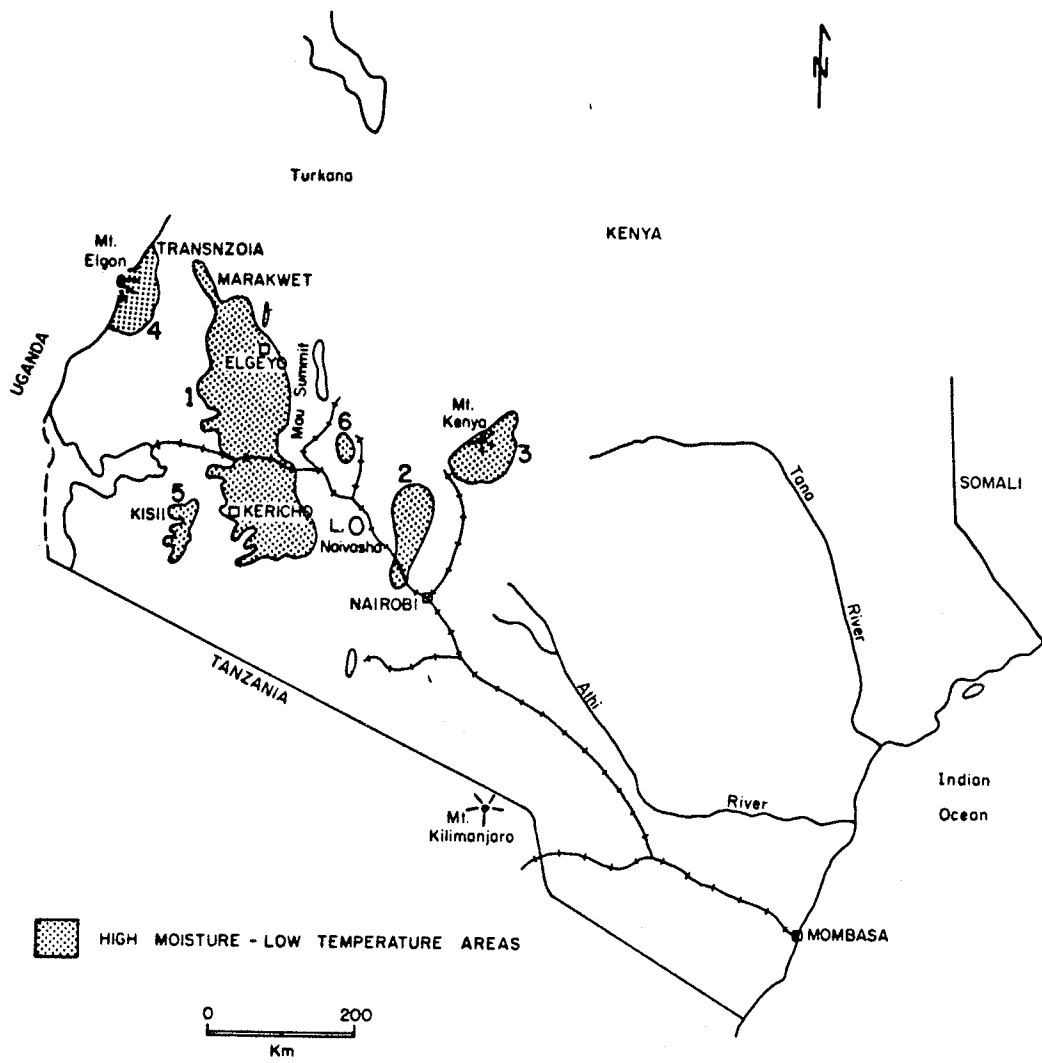 N
Turkana
KENYA
Mt.
Elgon
TRANSNZOIA
MARAKWET
4
UGANDA
ELGEYO
Mau Summit
1
6
Mt.
Kenya
3
2
Tana River
SOMALI
5
KISII
KERICHO
L.
Naivasha
NAIROBI
TANZANIA
Athi River
Indian
Ocean
Mt.
Kilimanjaro
HIGH MOISTURE - LOW TEMPERATURE AREAS
MOMBASA
0 200
Km